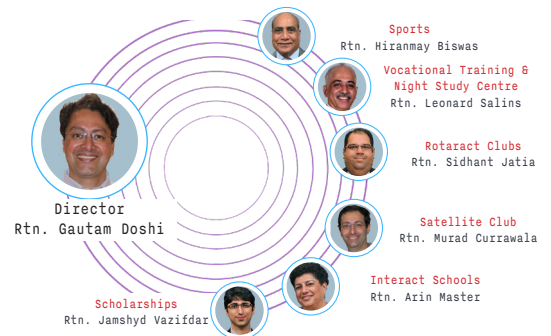 Sports
Rtn. Hiranmay Biswas
Vocational Training &
Night Study Centre
Rtn. Leonard Salins
Rotaract Clubs
Rtn. Sidhant Jatia
Director
Rtn. Gautam Doshi
Satellite Club
Rtn. Murad Currawala
Interact Schools
Rtn. Arin Master
Scholarships
Rtn. Jamshyd Vazifdar